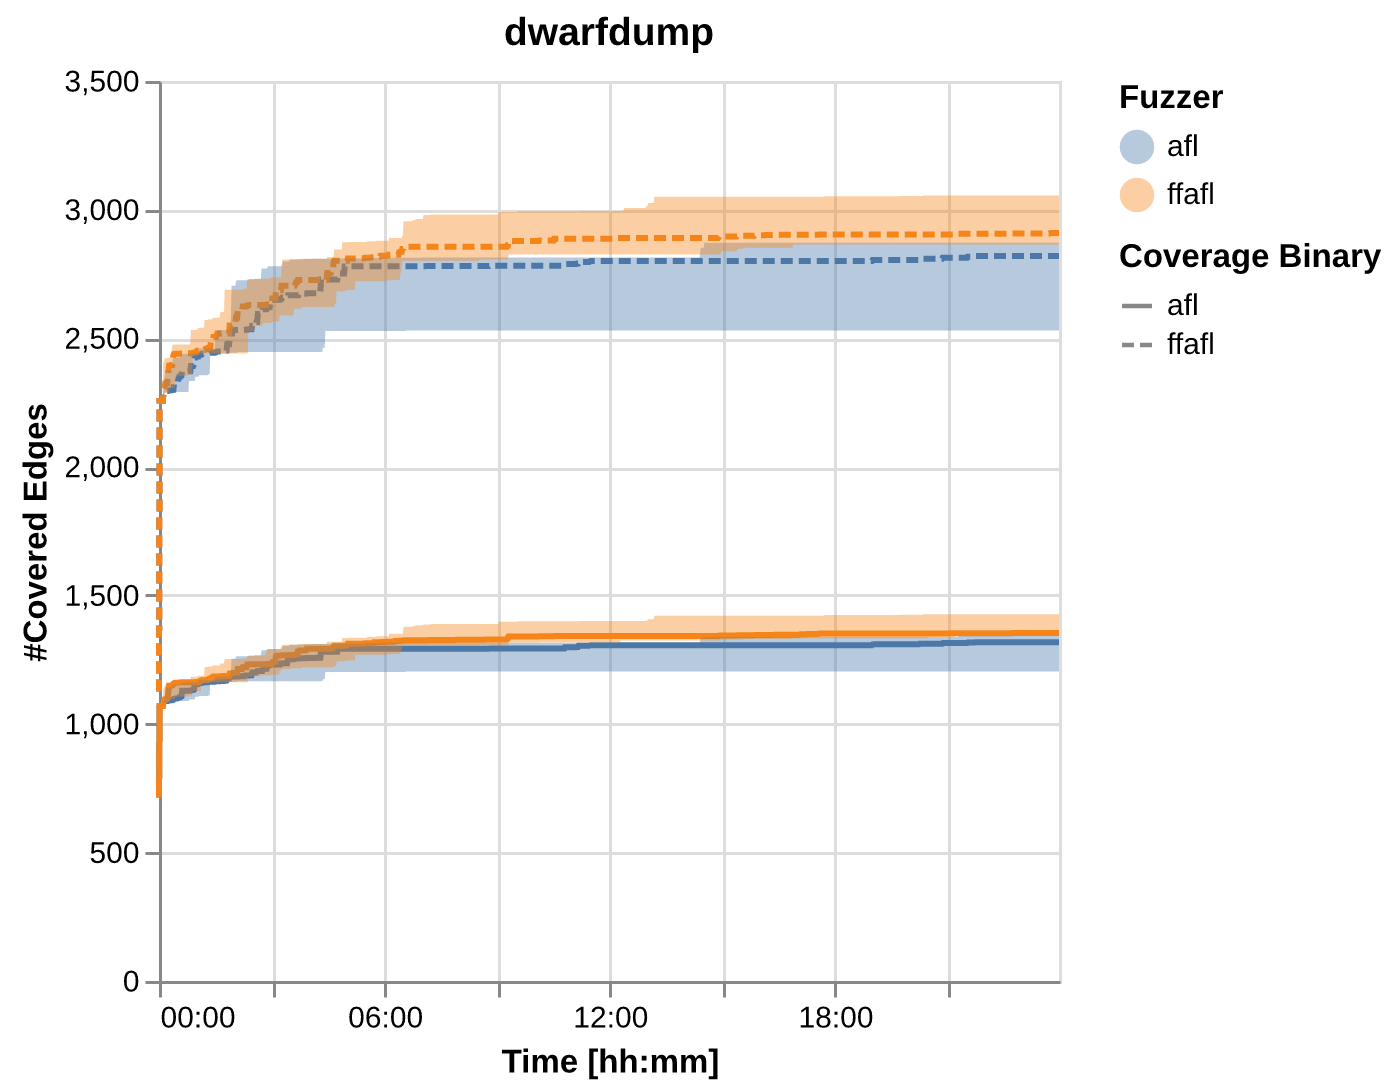 dwarfdump
3,500
3,000
2,500
2,000
1,500
1,000
500
0
#Covered Edges
00:00
06:00
12:00
18:00
Time [hh:mm]
Fuzzer
afl
ffafl
Coverage Binary
afl
ffafl